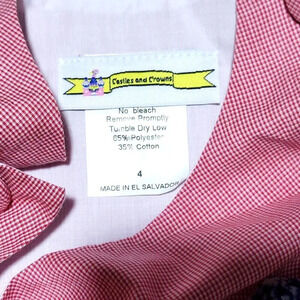 Castles and Crowns
No bleach
Remove Promptly
Tumble Dry Low
65% Polyester
35% Cotton
4
MADE IN EL SALVADOR